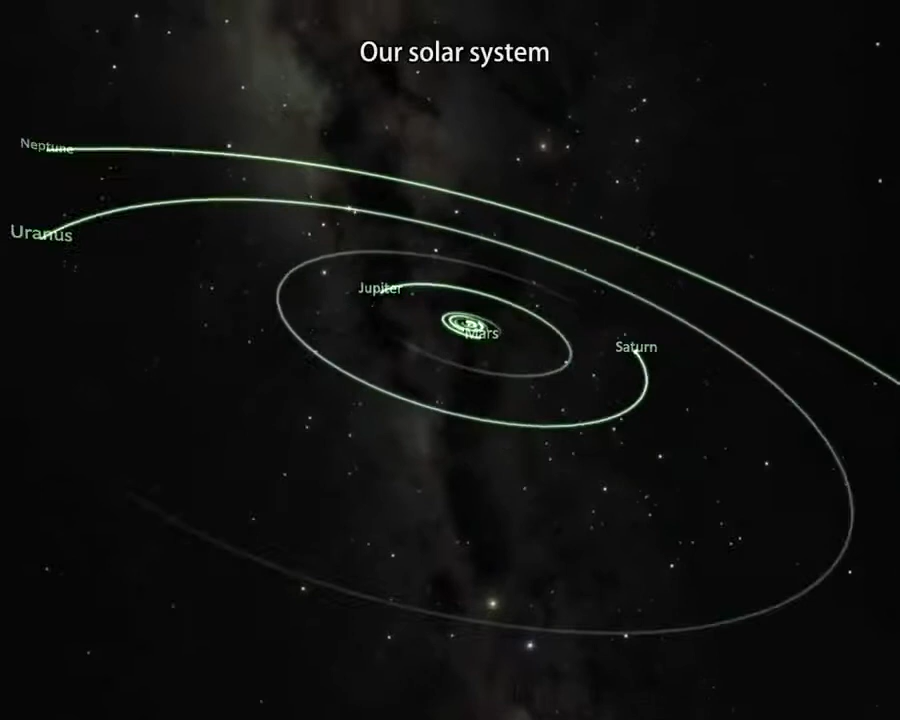 Our solar system
Neptune
Uranus
Jupiter
Mars
Saturn